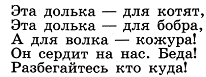 Эта долька — для котят,
Эта долька — для бобра,
А для волка — кожура!
Он сердит на нас. Беда!
Разбегайтесь кто куда!